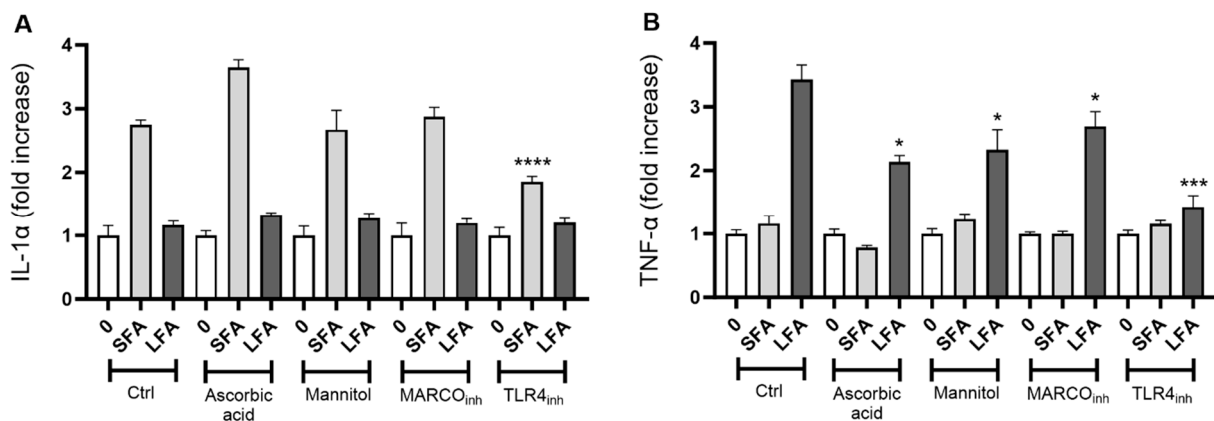 A
IL-1α (fold increase)
4
3
2
1
0
****
0 SFA LFA 0 SFA LFA 0 SFA LFA 0 SFA LFA 0 SFA LFA
Ctrl Ascorbic acid Mannitol MARCOinh TLR4inh
B
TNF-α (fold increase)
4
3
2
1
0
* * * ***
0 SFA LFA 0 SFA LFA 0 SFA LFA 0 SFA LFA 0 SFA LFA
Ctrl Ascorbic acid Mannitol MARCOinh TLR4inh